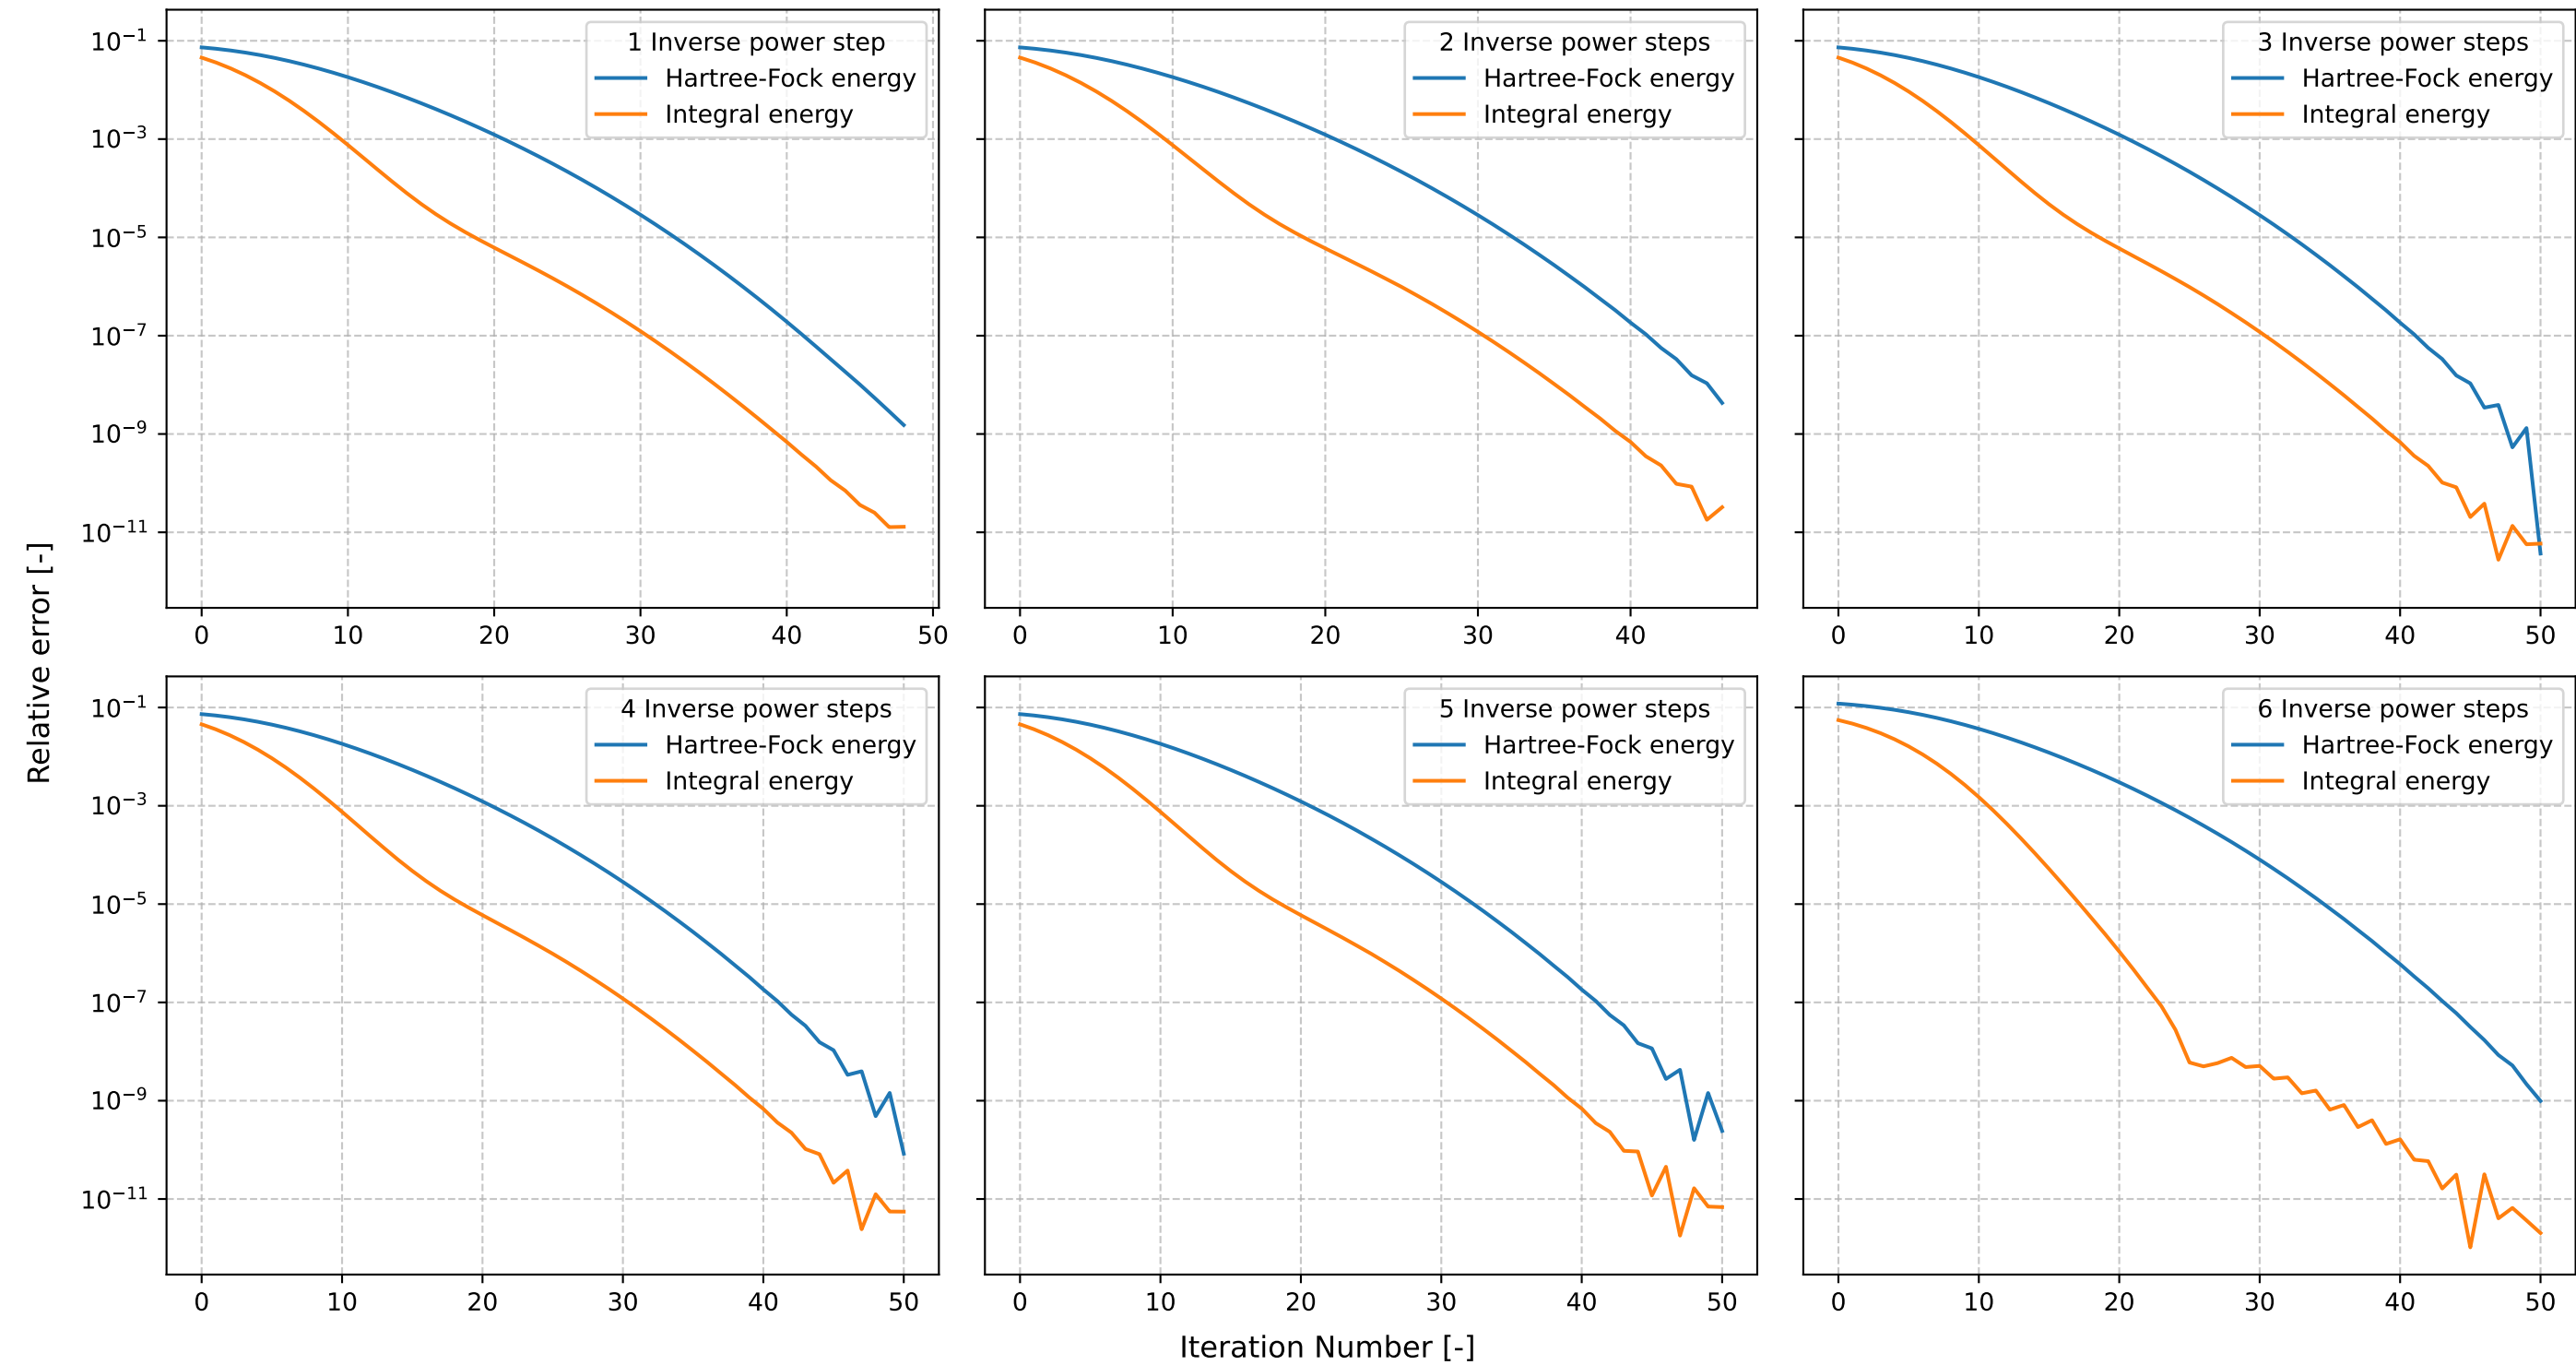 Relative error [-]
10⁻¹
10⁻³
10⁻⁵
10⁻⁷
10⁻⁹
10⁻¹¹
1 Inverse power step
Hartree-Fock energy
Integral energy
0 10 20 30 40 50
2 Inverse power steps
Hartree-Fock energy
Integral energy
0 10 20 30 40
3 Inverse power steps
Hartree-Fock energy
Integral energy
0 10 20 30 40 50
10⁻¹
10⁻³
10⁻⁵
10⁻⁷
10⁻⁹
10⁻¹¹
4 Inverse power steps
Hartree-Fock energy
Integral energy
0 10 20 30 40 50
5 Inverse power steps
Hartree-Fock energy
Integral energy
0 10 20 30 40 50
6 Inverse power steps
Hartree-Fock energy
Integral energy
0 10 20 30 40 50
Iteration Number [-]